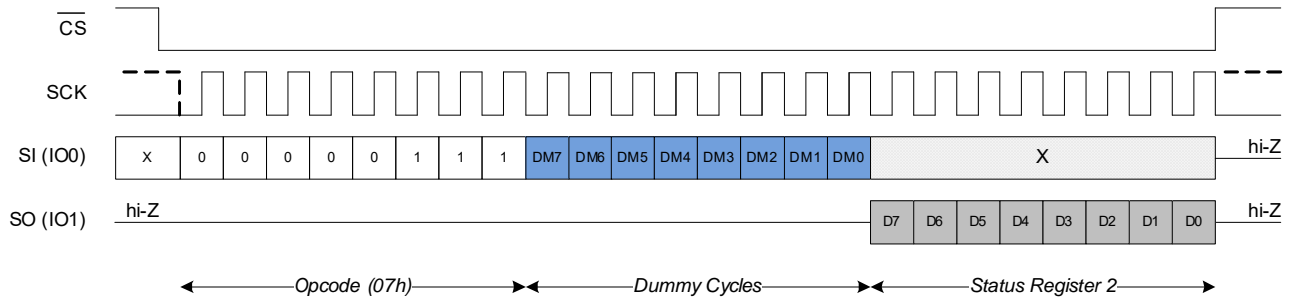 CS
SCK
SI (IO0) X 0 0 0 0 0 1 1 1 DM7 DM6 DM5 DM4 DM3 DM2 DM1 DM0 X hi-Z
SO (IO1) hi-Z D7 D6 D5 D4 D3 D2 D1 D0 hi-Z
Opcode (07h) Dummy Cycles Status Register 2